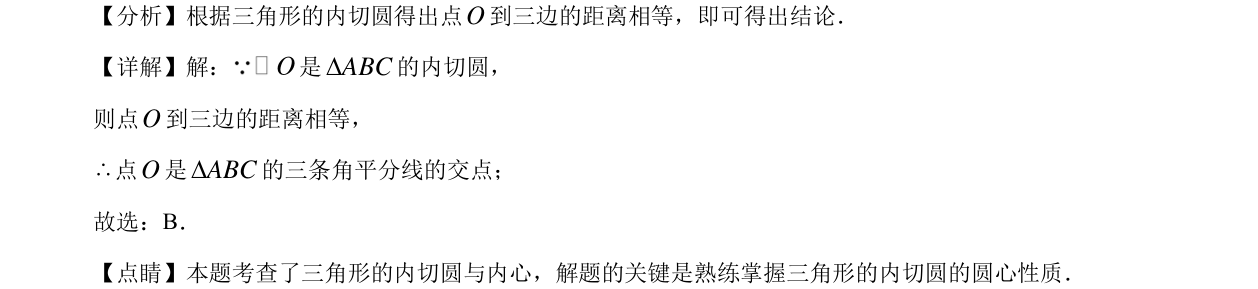 【分析】根据三角形的内切圆得出点O到三边的距离相等，即可得出结论．
【详解】解：∵□ O是ΔABC的内切圆，
则点O到三边的距离相等，
∴点O是ΔABC的三条角平分线的交点；
故选：B．
【点睛】本题考查了三角形的内切圆与内心，解题的关键是熟练掌握三角形的内切圆的圆心性质．